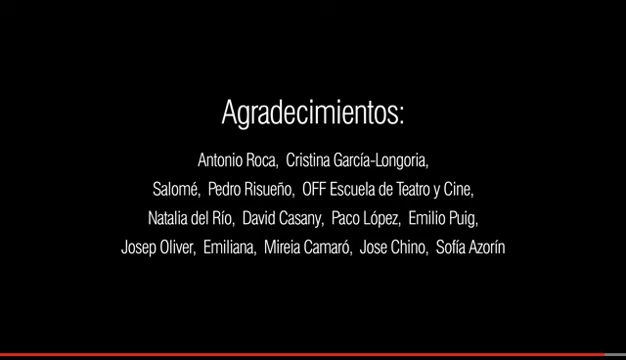 Agradecimientos:
Antonio Roca, Cristina García-Longoria,
Salomé, Pedro Risueño, OFF Escuela de Teatro y Cine,
Natalia del Río, David Casany, Paco López, Emilio Puig,
Josep Oliver, Emiliana, Mireia Camaró, Jose Chino, Sofía Azorín